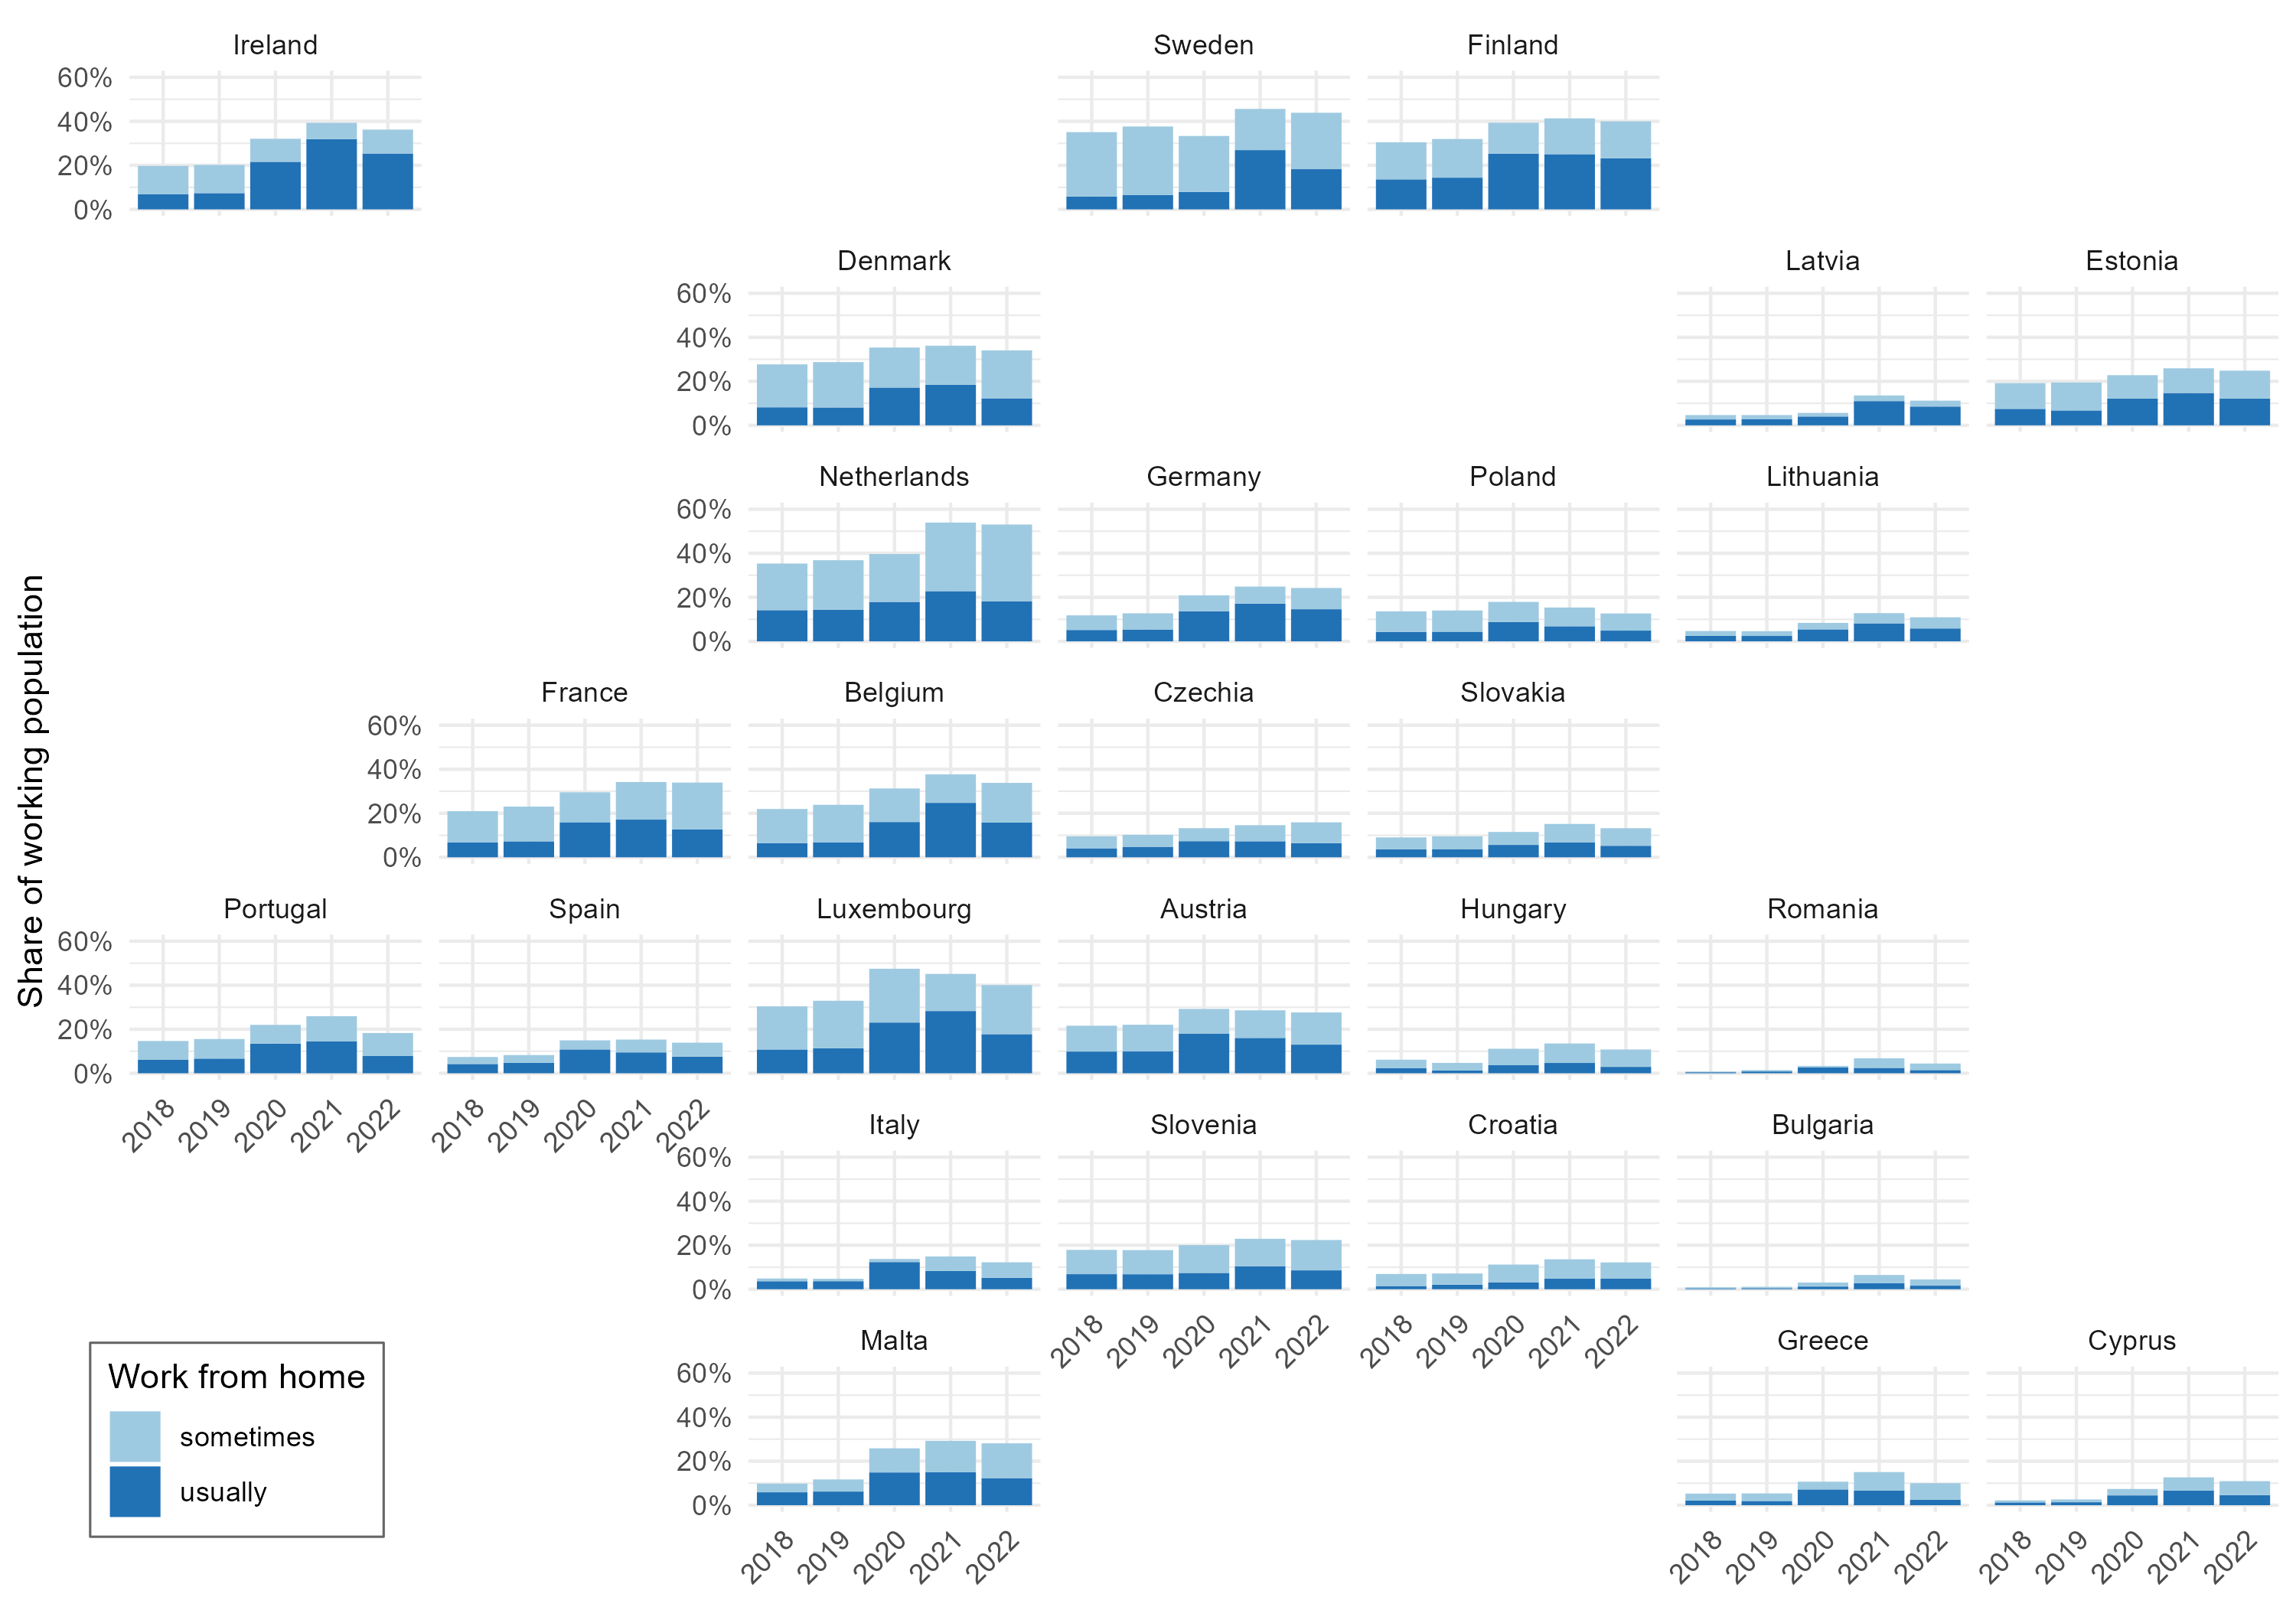 Ireland
Sweden
Finland
60%
40%
20%
0%
Denmark
Latvia
Estonia
60%
40%
20%
0%
Netherlands
Germany
Poland
Lithuania
60%
40%
20%
0%
Share of working population
France
Belgium
Czechia
Slovakia
60%
40%
20%
0%
Portugal
Spain
Luxembourg
Austria
Hungary
Romania
60%
40%
20%
0%
2018 2019 2020 2021 2022
2018 2019 2020 2021 2022
Italy
Slovenia
Croatia
Bulgaria
60%
40%
20%
0%
2018 2019 2020 2021 2022
2018 2019 2020 2021 2022
Malta
Greece
Cyprus
60%
40%
20%
0%
2018 2019 2020 2021 2022
2018 2019 2020 2021 2022
2018 2019 2020 2021 2022
Work from home
sometimes
usually